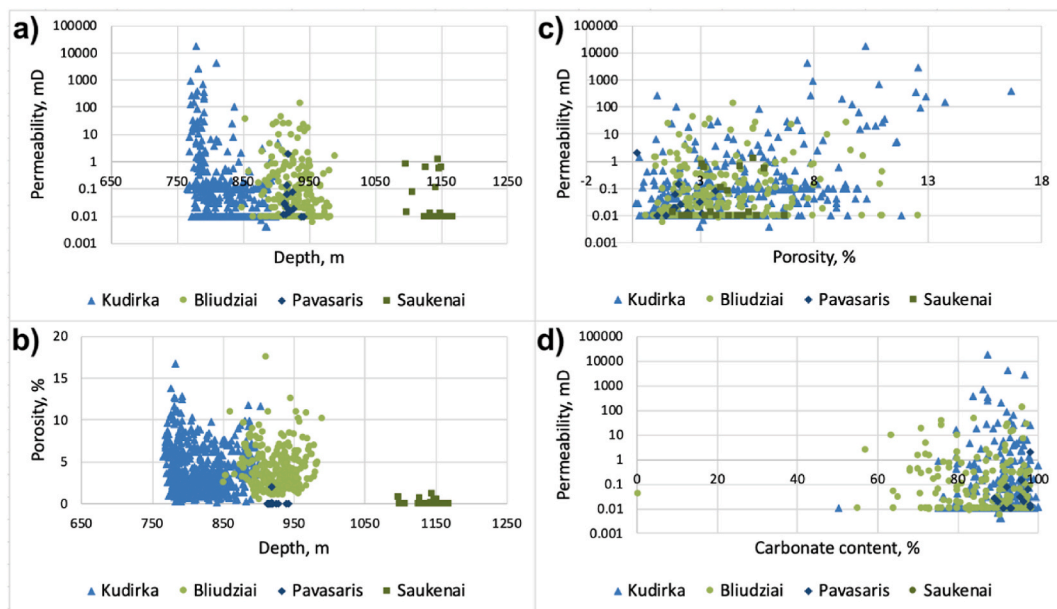 a)
100000
10000
1000
100
10
1
0.1
0.01
0.001
Permeability, mD
650 750 850 950 1050 1150 1250
Depth, m
Kudirka Bliudziai Pavasaris Saukenai
c)
100000
10000
1000
100
10
1
0.1
0.01
0.001
Permeability, mD
-2 3 8 13 18
Porosity, %
Kudirka Bliudziai Pavasaris Saukenai
b)
20
15
10
5
0
Porosity, %
650 750 850 950 1050 1150 1250
Depth, m
Kudirka Bliudziai Pavasaris Saukenai
d)
100000
10000
1000
100
10
1
0.1
0.01
0.001
Permeability, mD
0 20 40 60 80 100
Carbonate content, %
Kudirka Bliudziai Pavasaris Saukenai